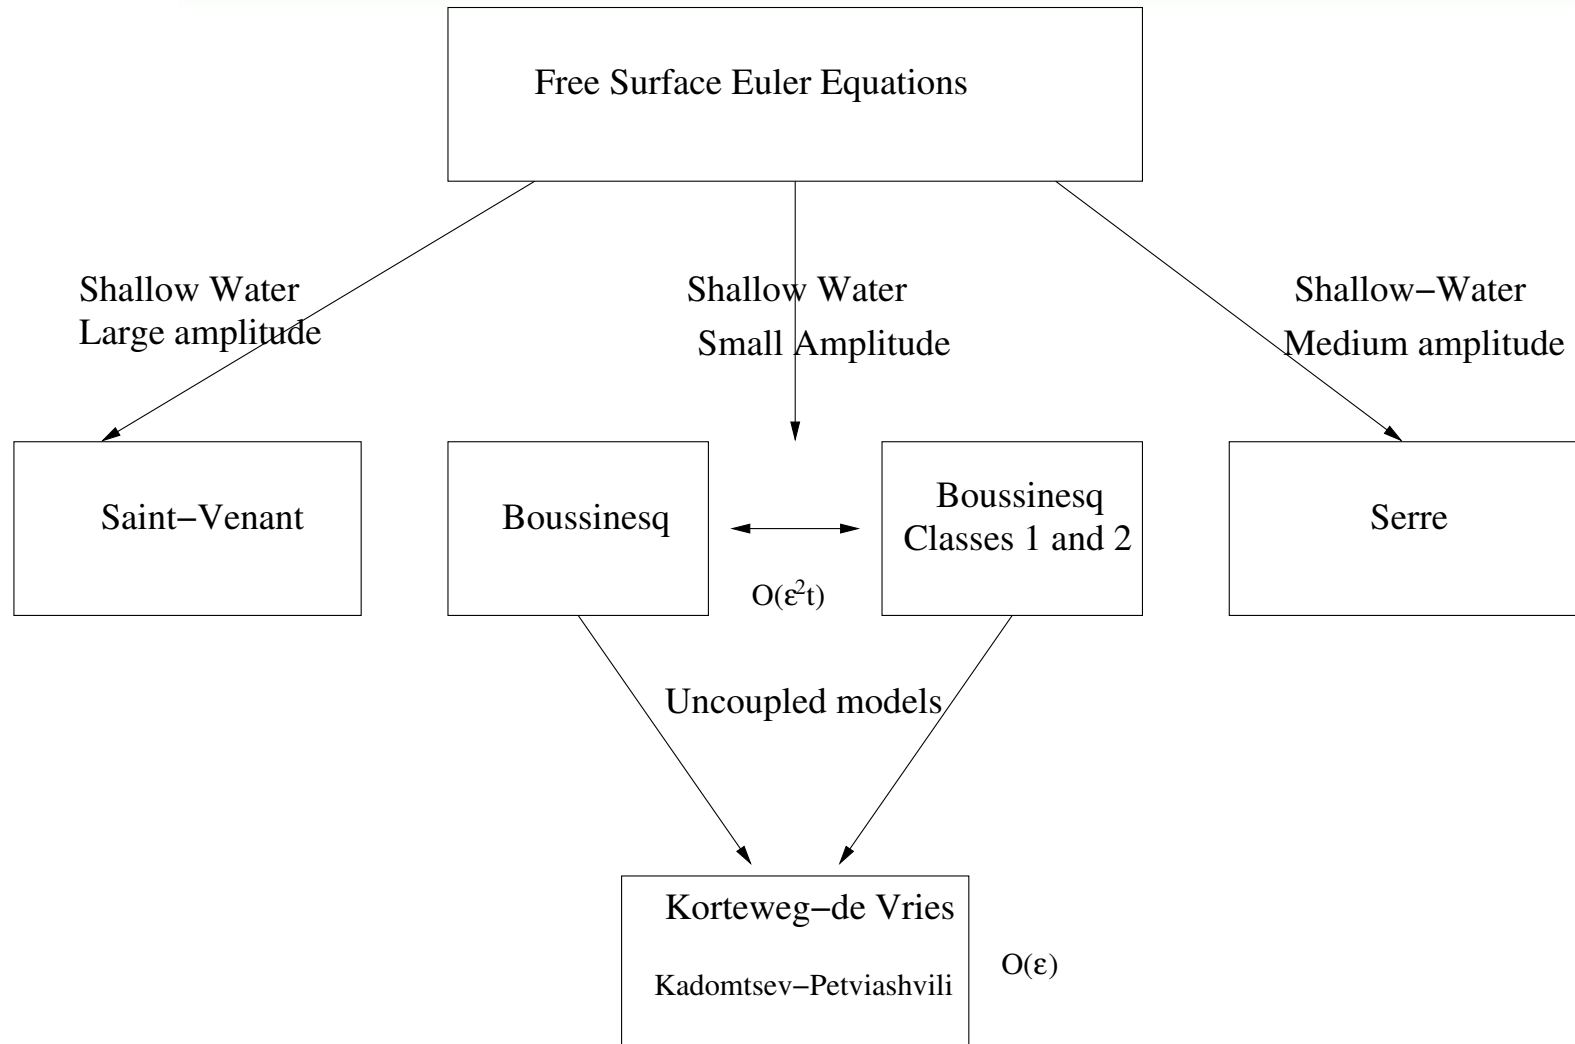 Free Surface Euler Equations
Shallow Water
Large amplitude
Shallow Water
Small Amplitude
Shallow−Water
Medium amplitude
Saint−Venant
Boussinesq
Boussinesq
Classes 1 and 2
Serre
O(ε²t)
Uncoupled models
Korteweg−de Vries
Kadomtsev−Petviashvili
O(ε)